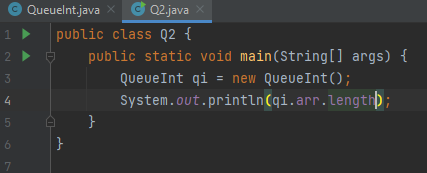 QueueInt.java × Q2.java ×
1 public class Q2 {
2 public static void main(String[] args) {
3 QueueInt qi = new QueueInt();
4 System.out.println(qi.arr.length);
5 }
6 }
7